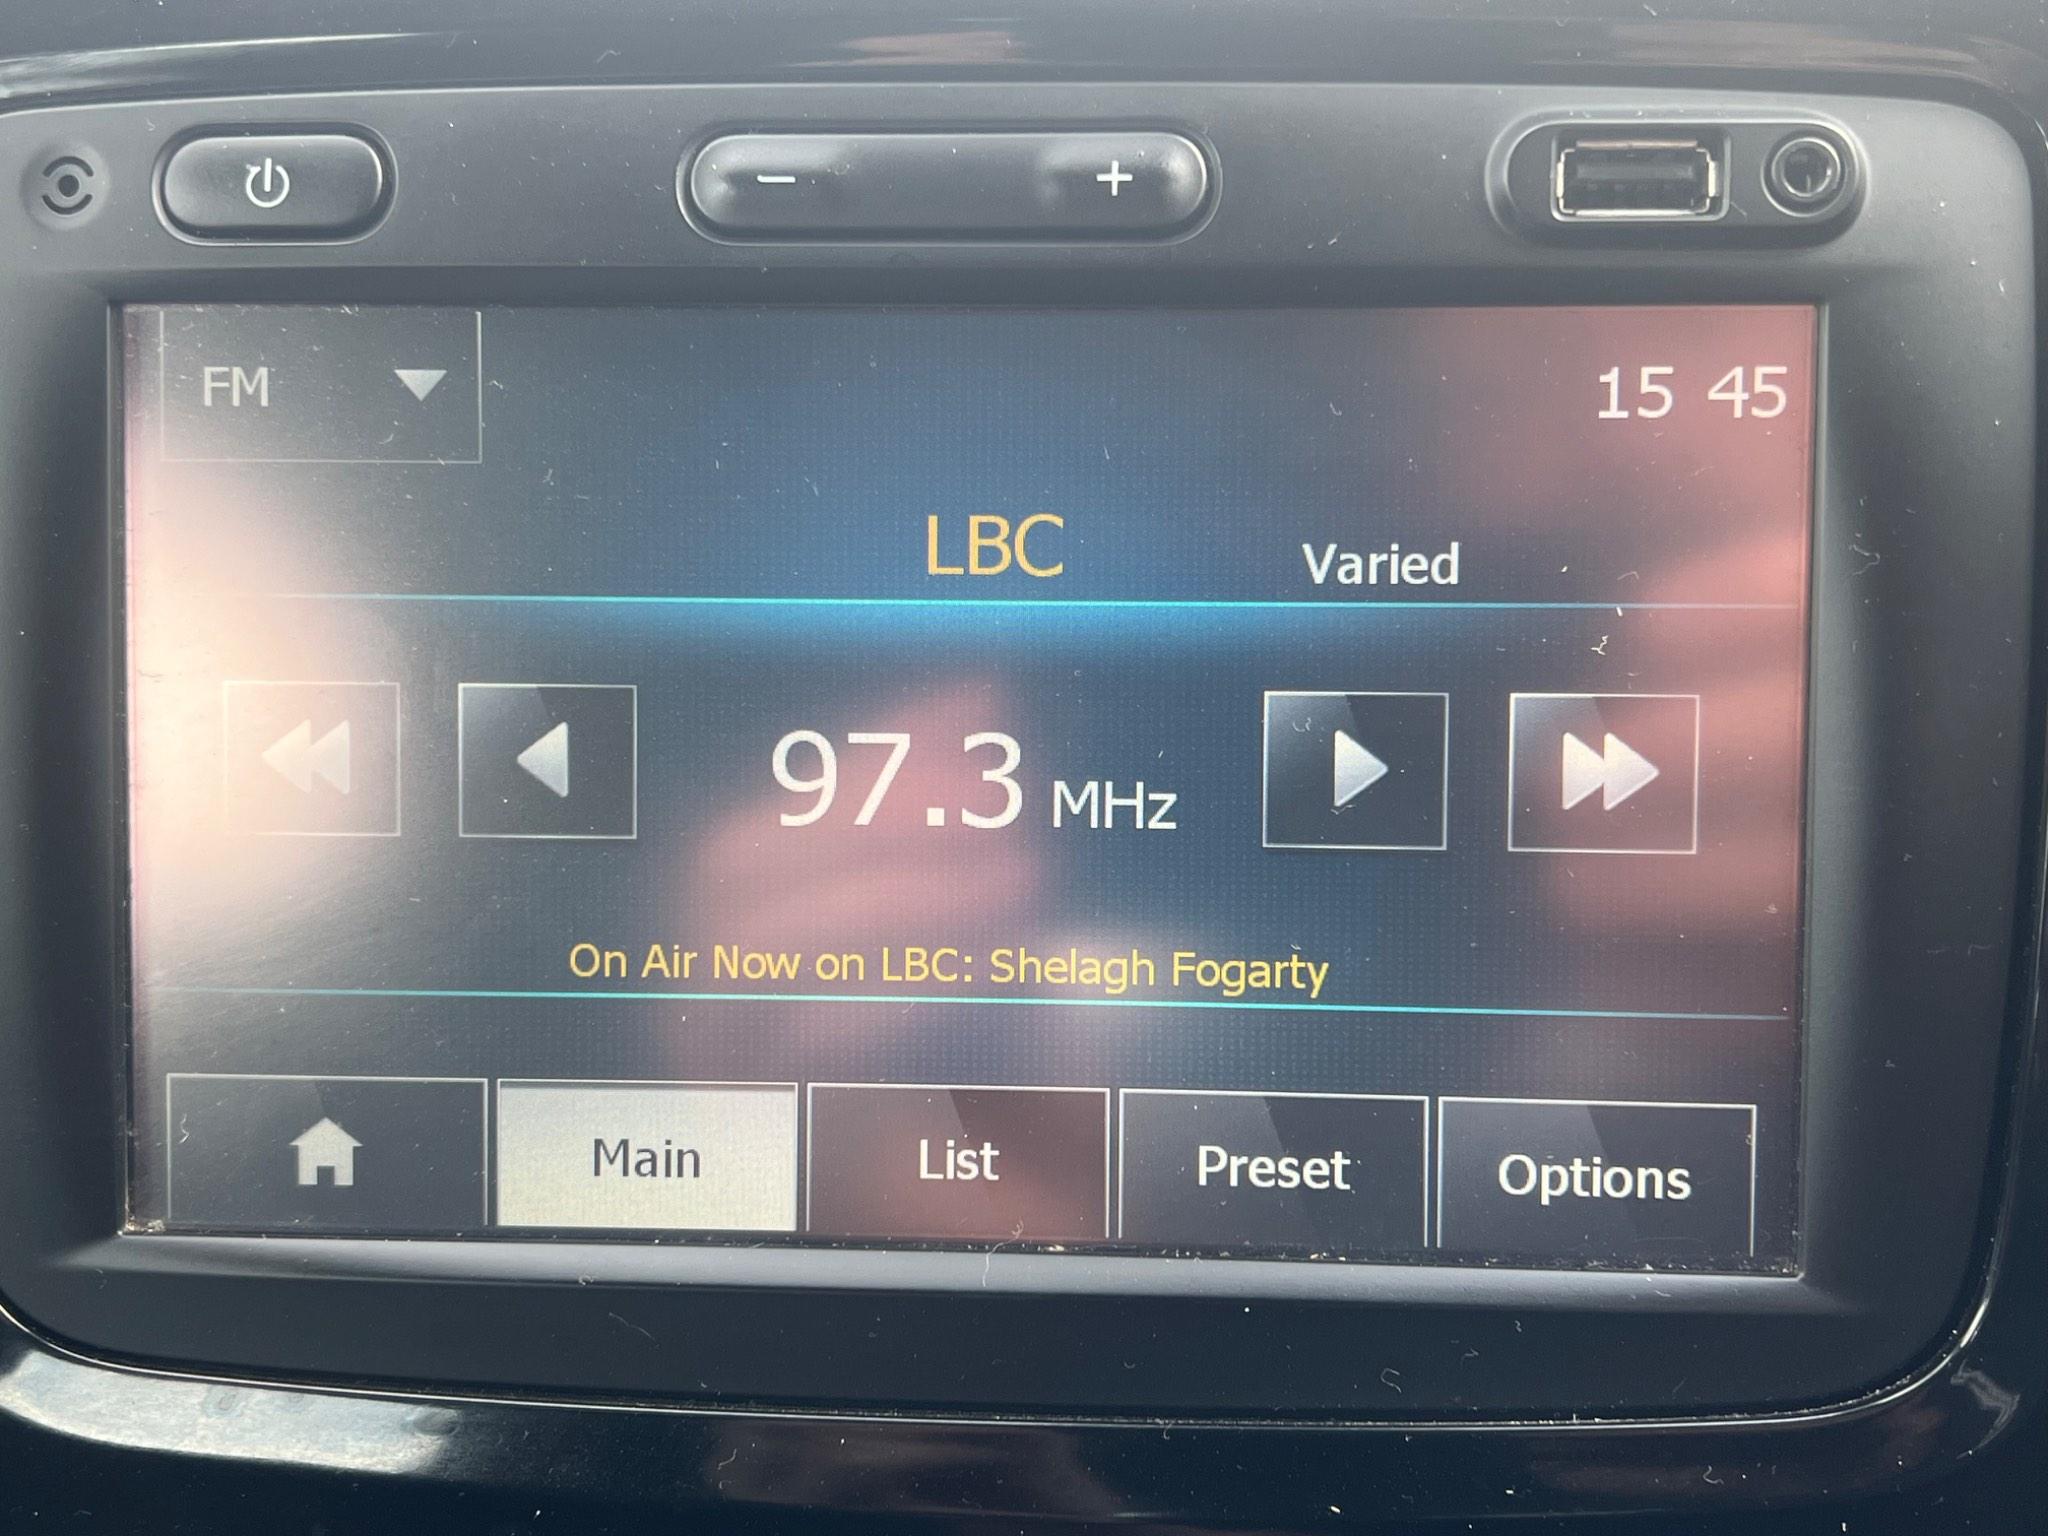 FM
15 45
LBC
Varied
97.3 MHz
On Air Now on LBC: Shelagh Fogarty
Main
List
Preset
Options